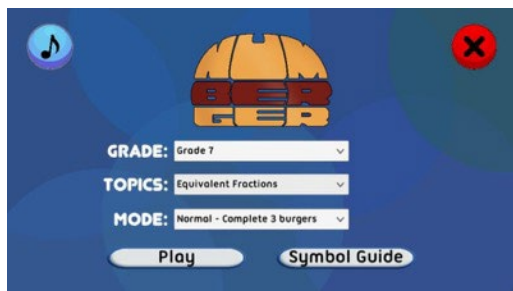 NUM
BER
GER
GRADE: Grade 7
TOPICS: Equivalent Fractions
MODE: Normal - Complete 3 burgers
Play Symbol Guide